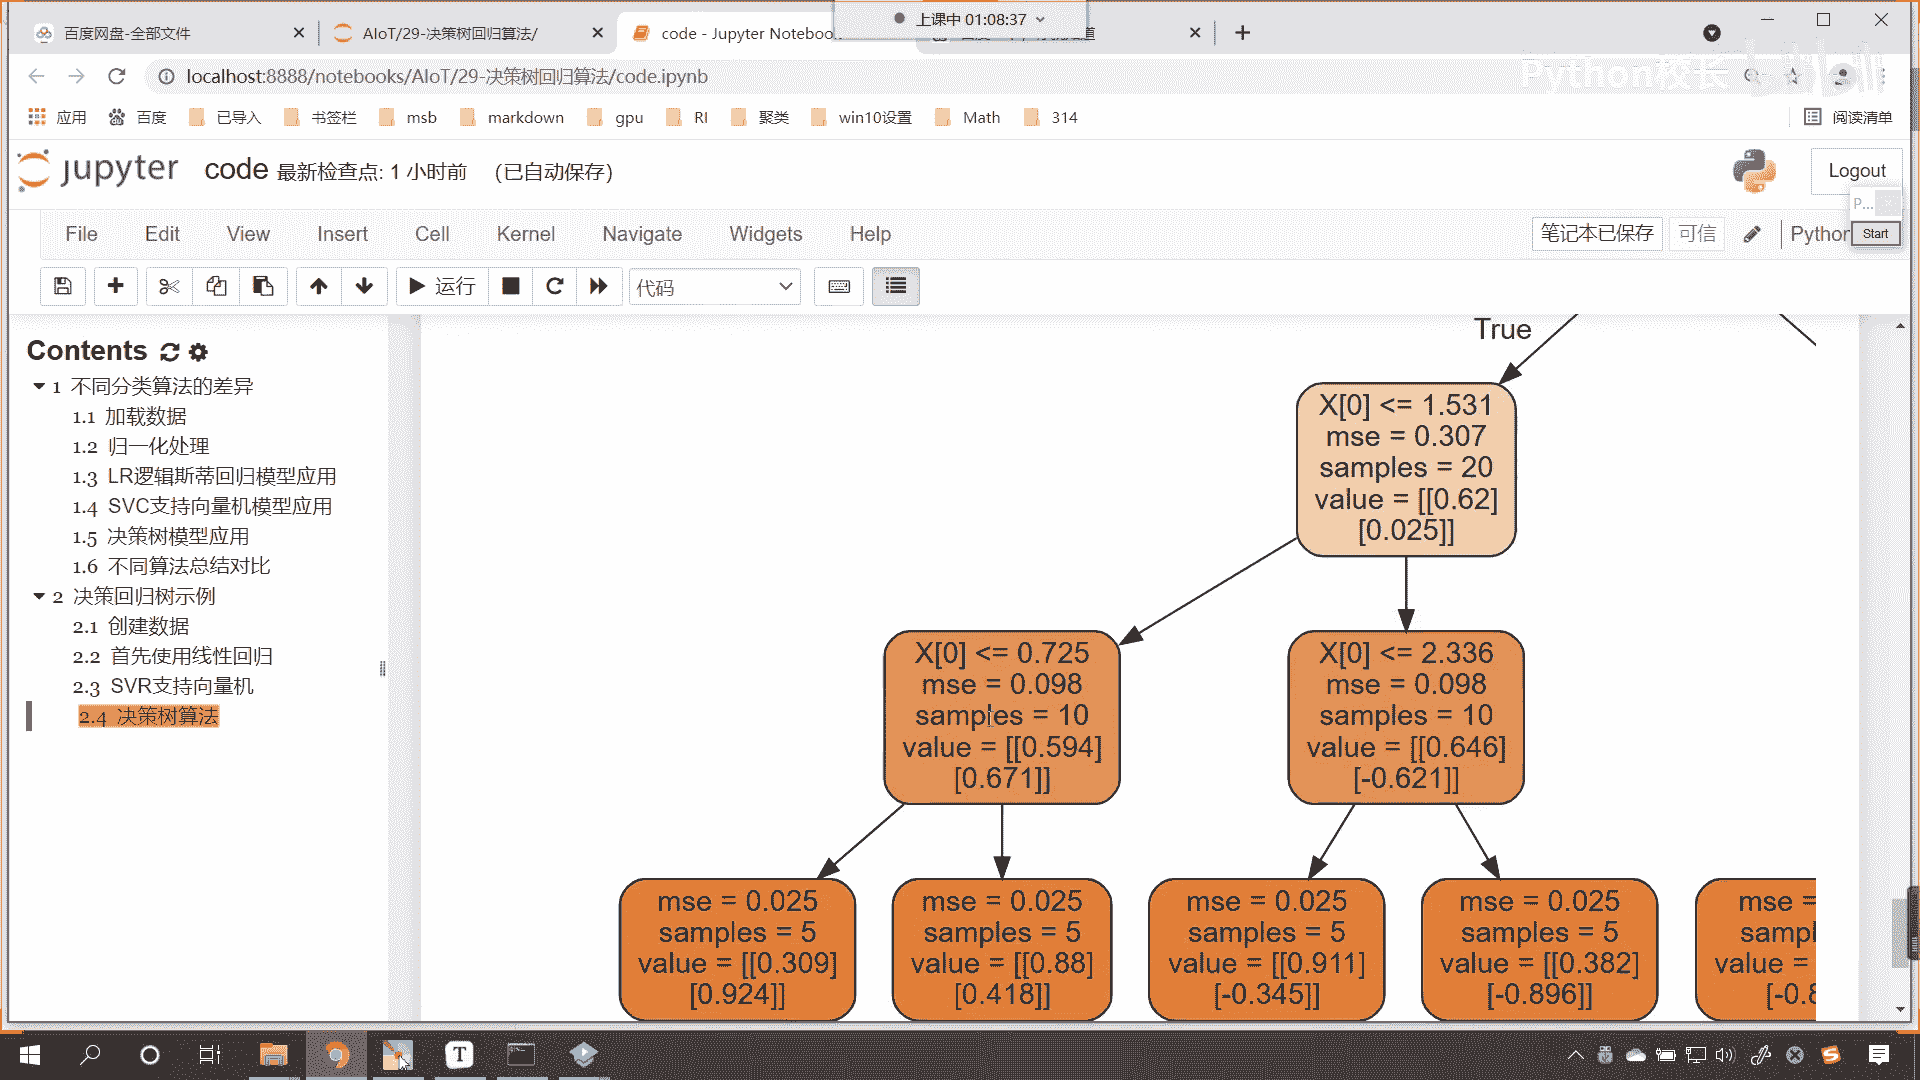 上课中 01:08:37
百度网盘-全部文件
AIoT/29-决策树回归算法/
code - Jupyter Noteboo
localhost:8888/notebooks/AIoT/29-决策树回归算法/code.ipynb
Python校长
应用 百度 已导入 书签栏 msb markdown gpu RI 聚类 win10设置 Math 314 阅读清单
jupyter code 最新检查点: 1 小时前 (已自动保存)
Logout
P...
File Edit View Insert Cell Kernel Navigate Widgets Help
笔记本已保存 可信 Python
Start
运行 代码
Contents
1 不同分类算法的差异
1.1 加载数据
1.2 归一化处理
1.3 LR逻辑斯蒂回归模型应用
1.4 SVC支持向量机模型应用
1.5 决策树模型应用
1.6 不同算法总结对比
2 决策回归树示例
2.1 创建数据
2.2 首先使用线性回归
2.3 SVR支持向量机
2.4 决策树算法
True
X[0] <= 1.531
mse = 0.307
samples = 20
value = [[0.62]
[0.025]]
X[0] <= 0.725
mse = 0.098
samples = 10
value = [[0.594]
[0.671]]
X[0] <= 2.336
mse = 0.098
samples = 10
value = [[0.646]
[-0.621]]
mse = 0.025
samples = 5
value = [[0.309]
[0.924]]
mse = 0.025
samples = 5
value = [[0.88]
[0.418]]
mse = 0.025
samples = 5
value = [[0.911]
[-0.345]]
mse = 0.025
samples = 5
value = [[0.382]
[-0.896]]
mse =
samp
value =
[-0.8